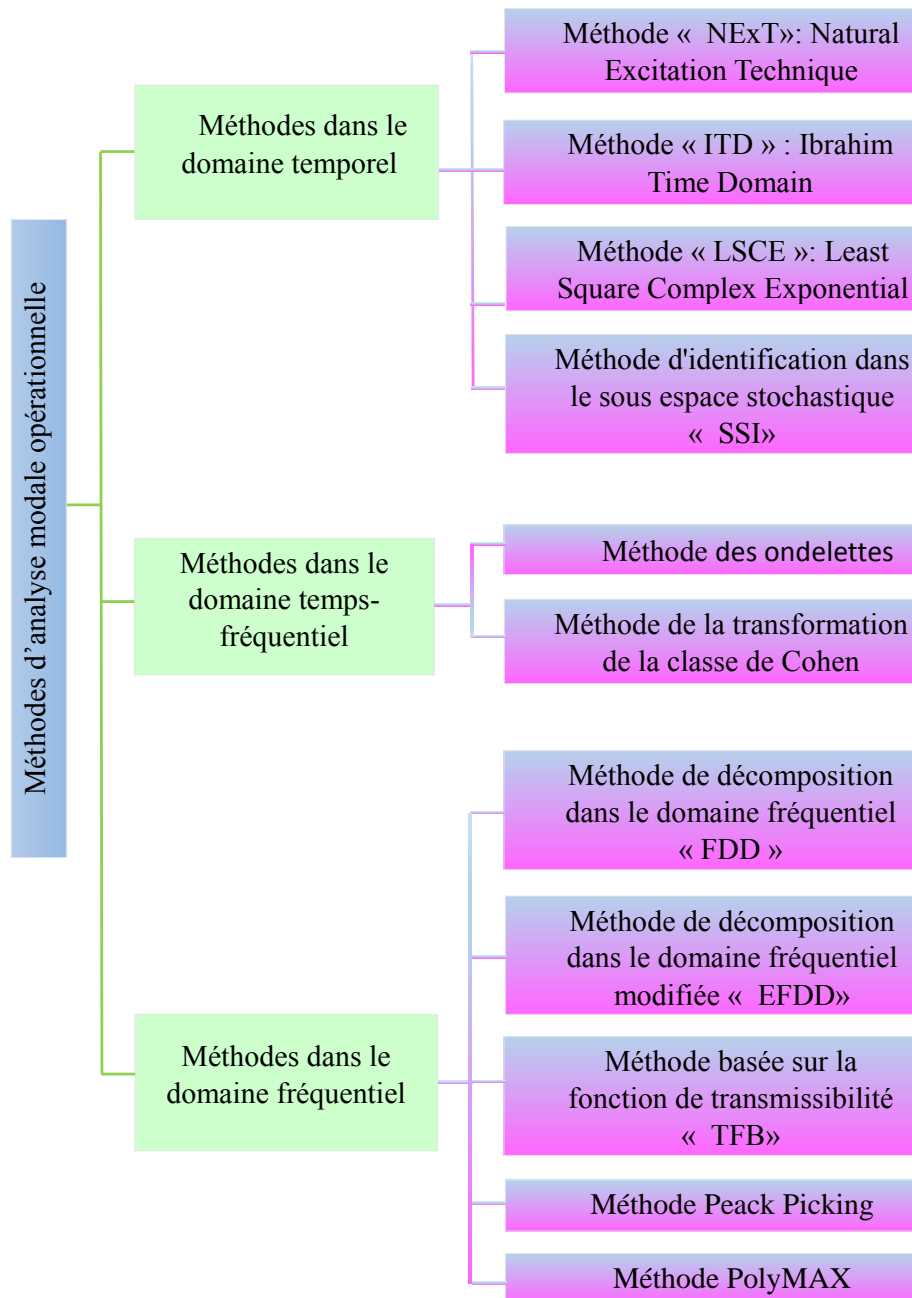 Méthodes d’analyse modale opérationnelle
Méthodes dans le
domaine temporel
Méthode «  NExT»: Natural
Excitation Technique
Méthode « ITD » : Ibrahim
Time Domain
Méthode « LSCE »: Least
Square Complex Exponential
Méthode d'identification dans
le sous espace stochastique
«  SSI»
Méthodes dans le
domaine temps-
fréquentiel
Méthode des ondelettes
Méthode de la transformation
de la classe de Cohen
Méthodes dans le
domaine fréquentiel
Méthode de décomposition
dans le domaine fréquentiel
« FDD »
Méthode de décomposition
dans le domaine fréquentiel
modifiée «  EFDD»
Méthode basée sur la
fonction de transmissibilité
«  TFB»
Méthode Peack Picking
Méthode PolyMAX